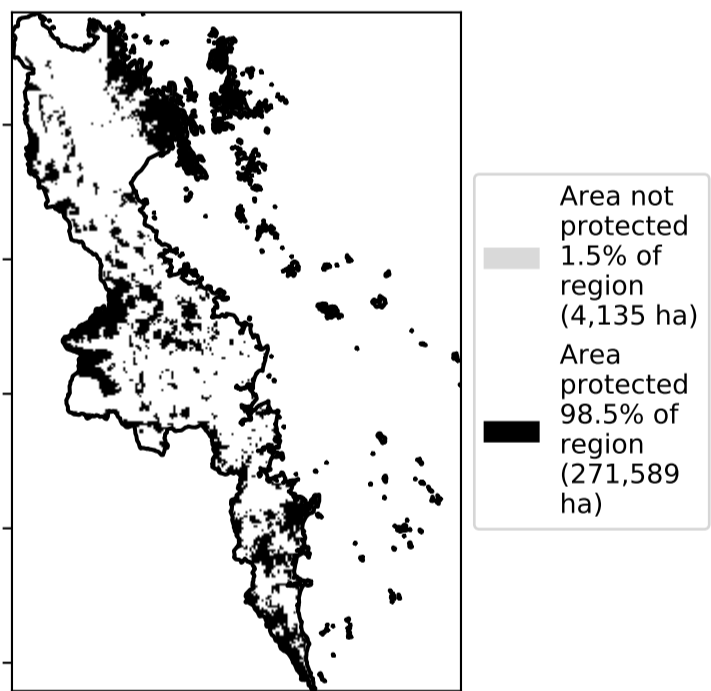 Area not
protected
1.5% of
region
(4,135 ha)
Area
protected
98.5% of
region
(271,589
ha)